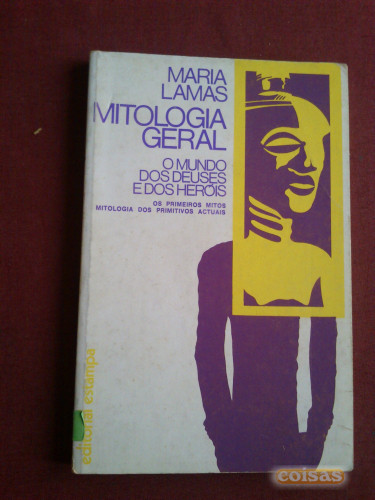 MARIA
LAMAS
MITOLOGIA
GERAL
O MUNDO
DOS DEUSES
E DOS HERÓIS
OS PRIMEIROS MITOS
MITOLOGIA DOS PRIMITIVOS ACTUAIS
editorial estampa
coisas